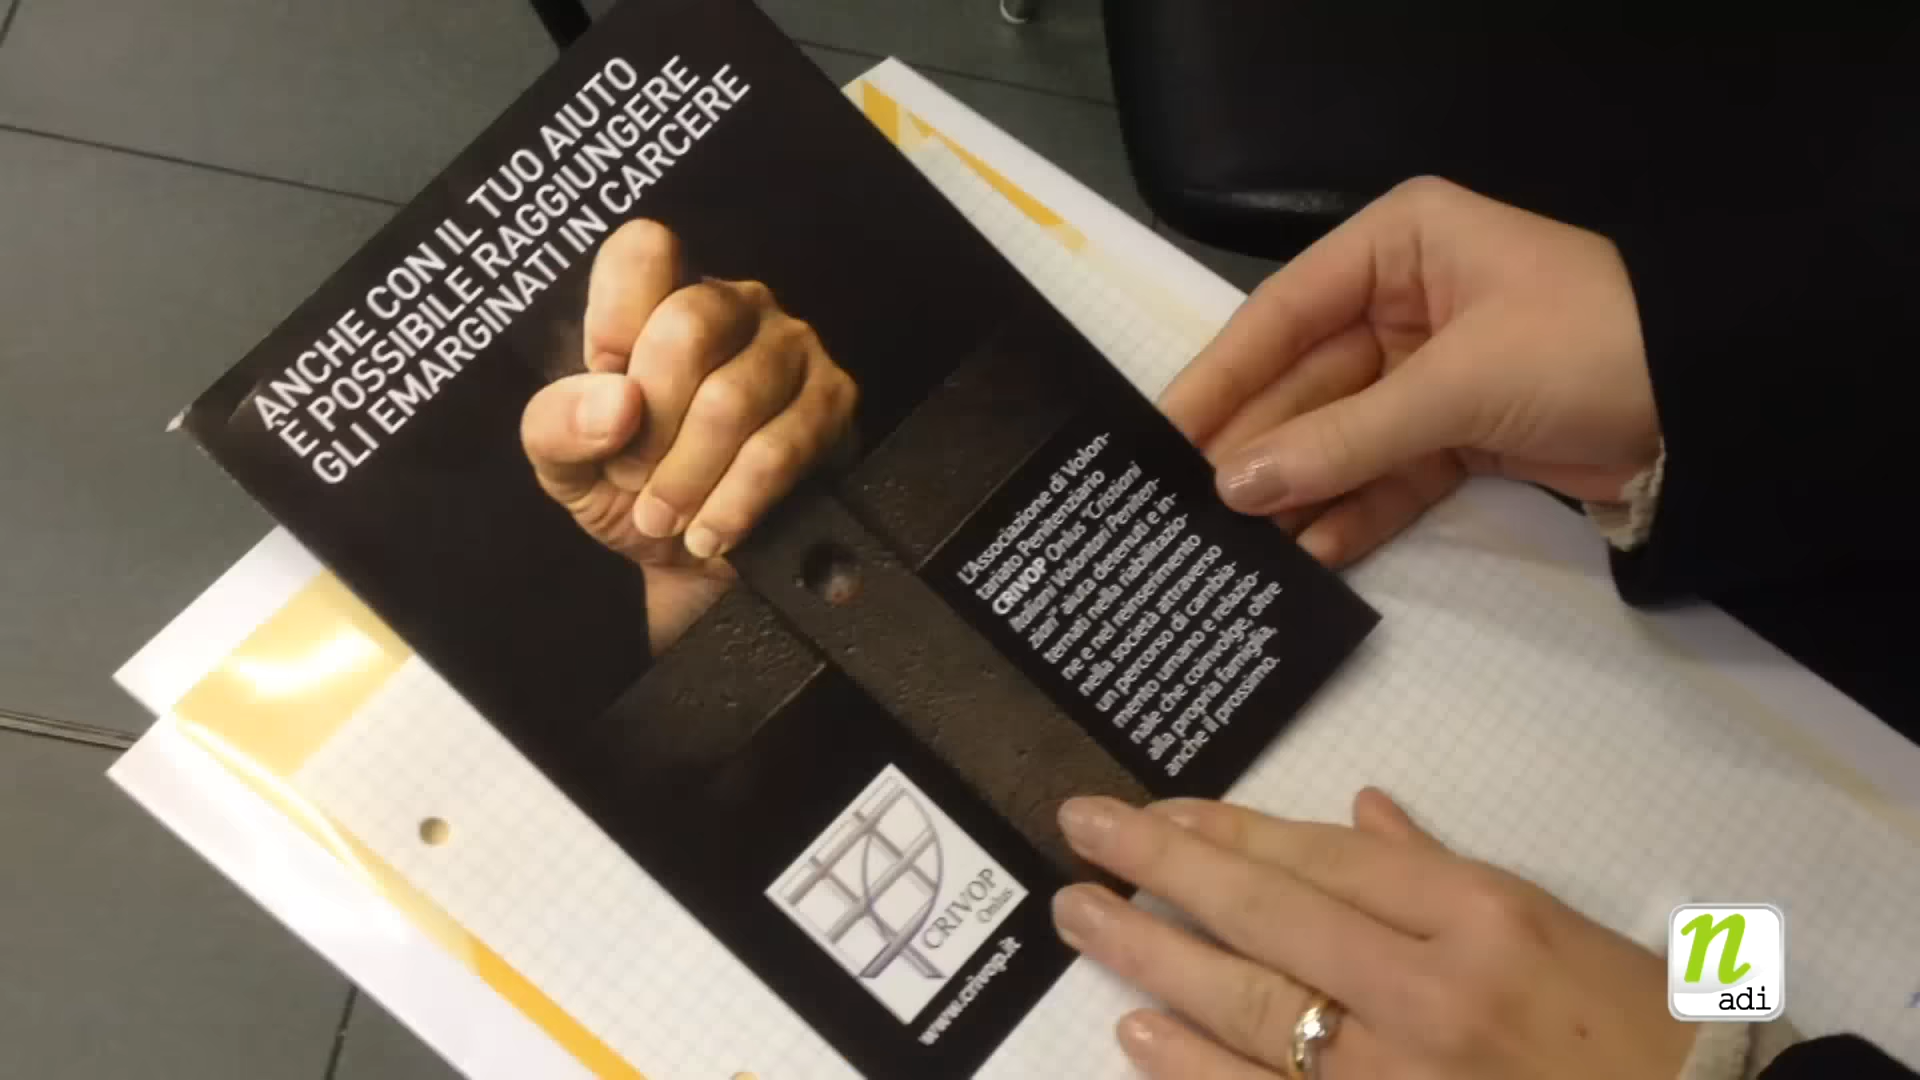 ANCHE CON IL TUO AIUTO
È POSSIBILE RAGGIUNGERE
GLI EMARGINATI IN CARCERE
L'Associazione di Volon-
tariato Penitenziario
CRIVOP Onlus "Cristiani
Italiani Volontari Peniten-
ziari" aiuta detenuti e in-
ternati nella riabilitazio-
ne e nel reinserimento
nella società attraverso
un percorso di cambia-
mento umano e relazio-
nale che coinvolge, oltre
alla propria famiglia,
anche il prossimo.
CRIVOP
Onlus
www.crivop.it
n
adi